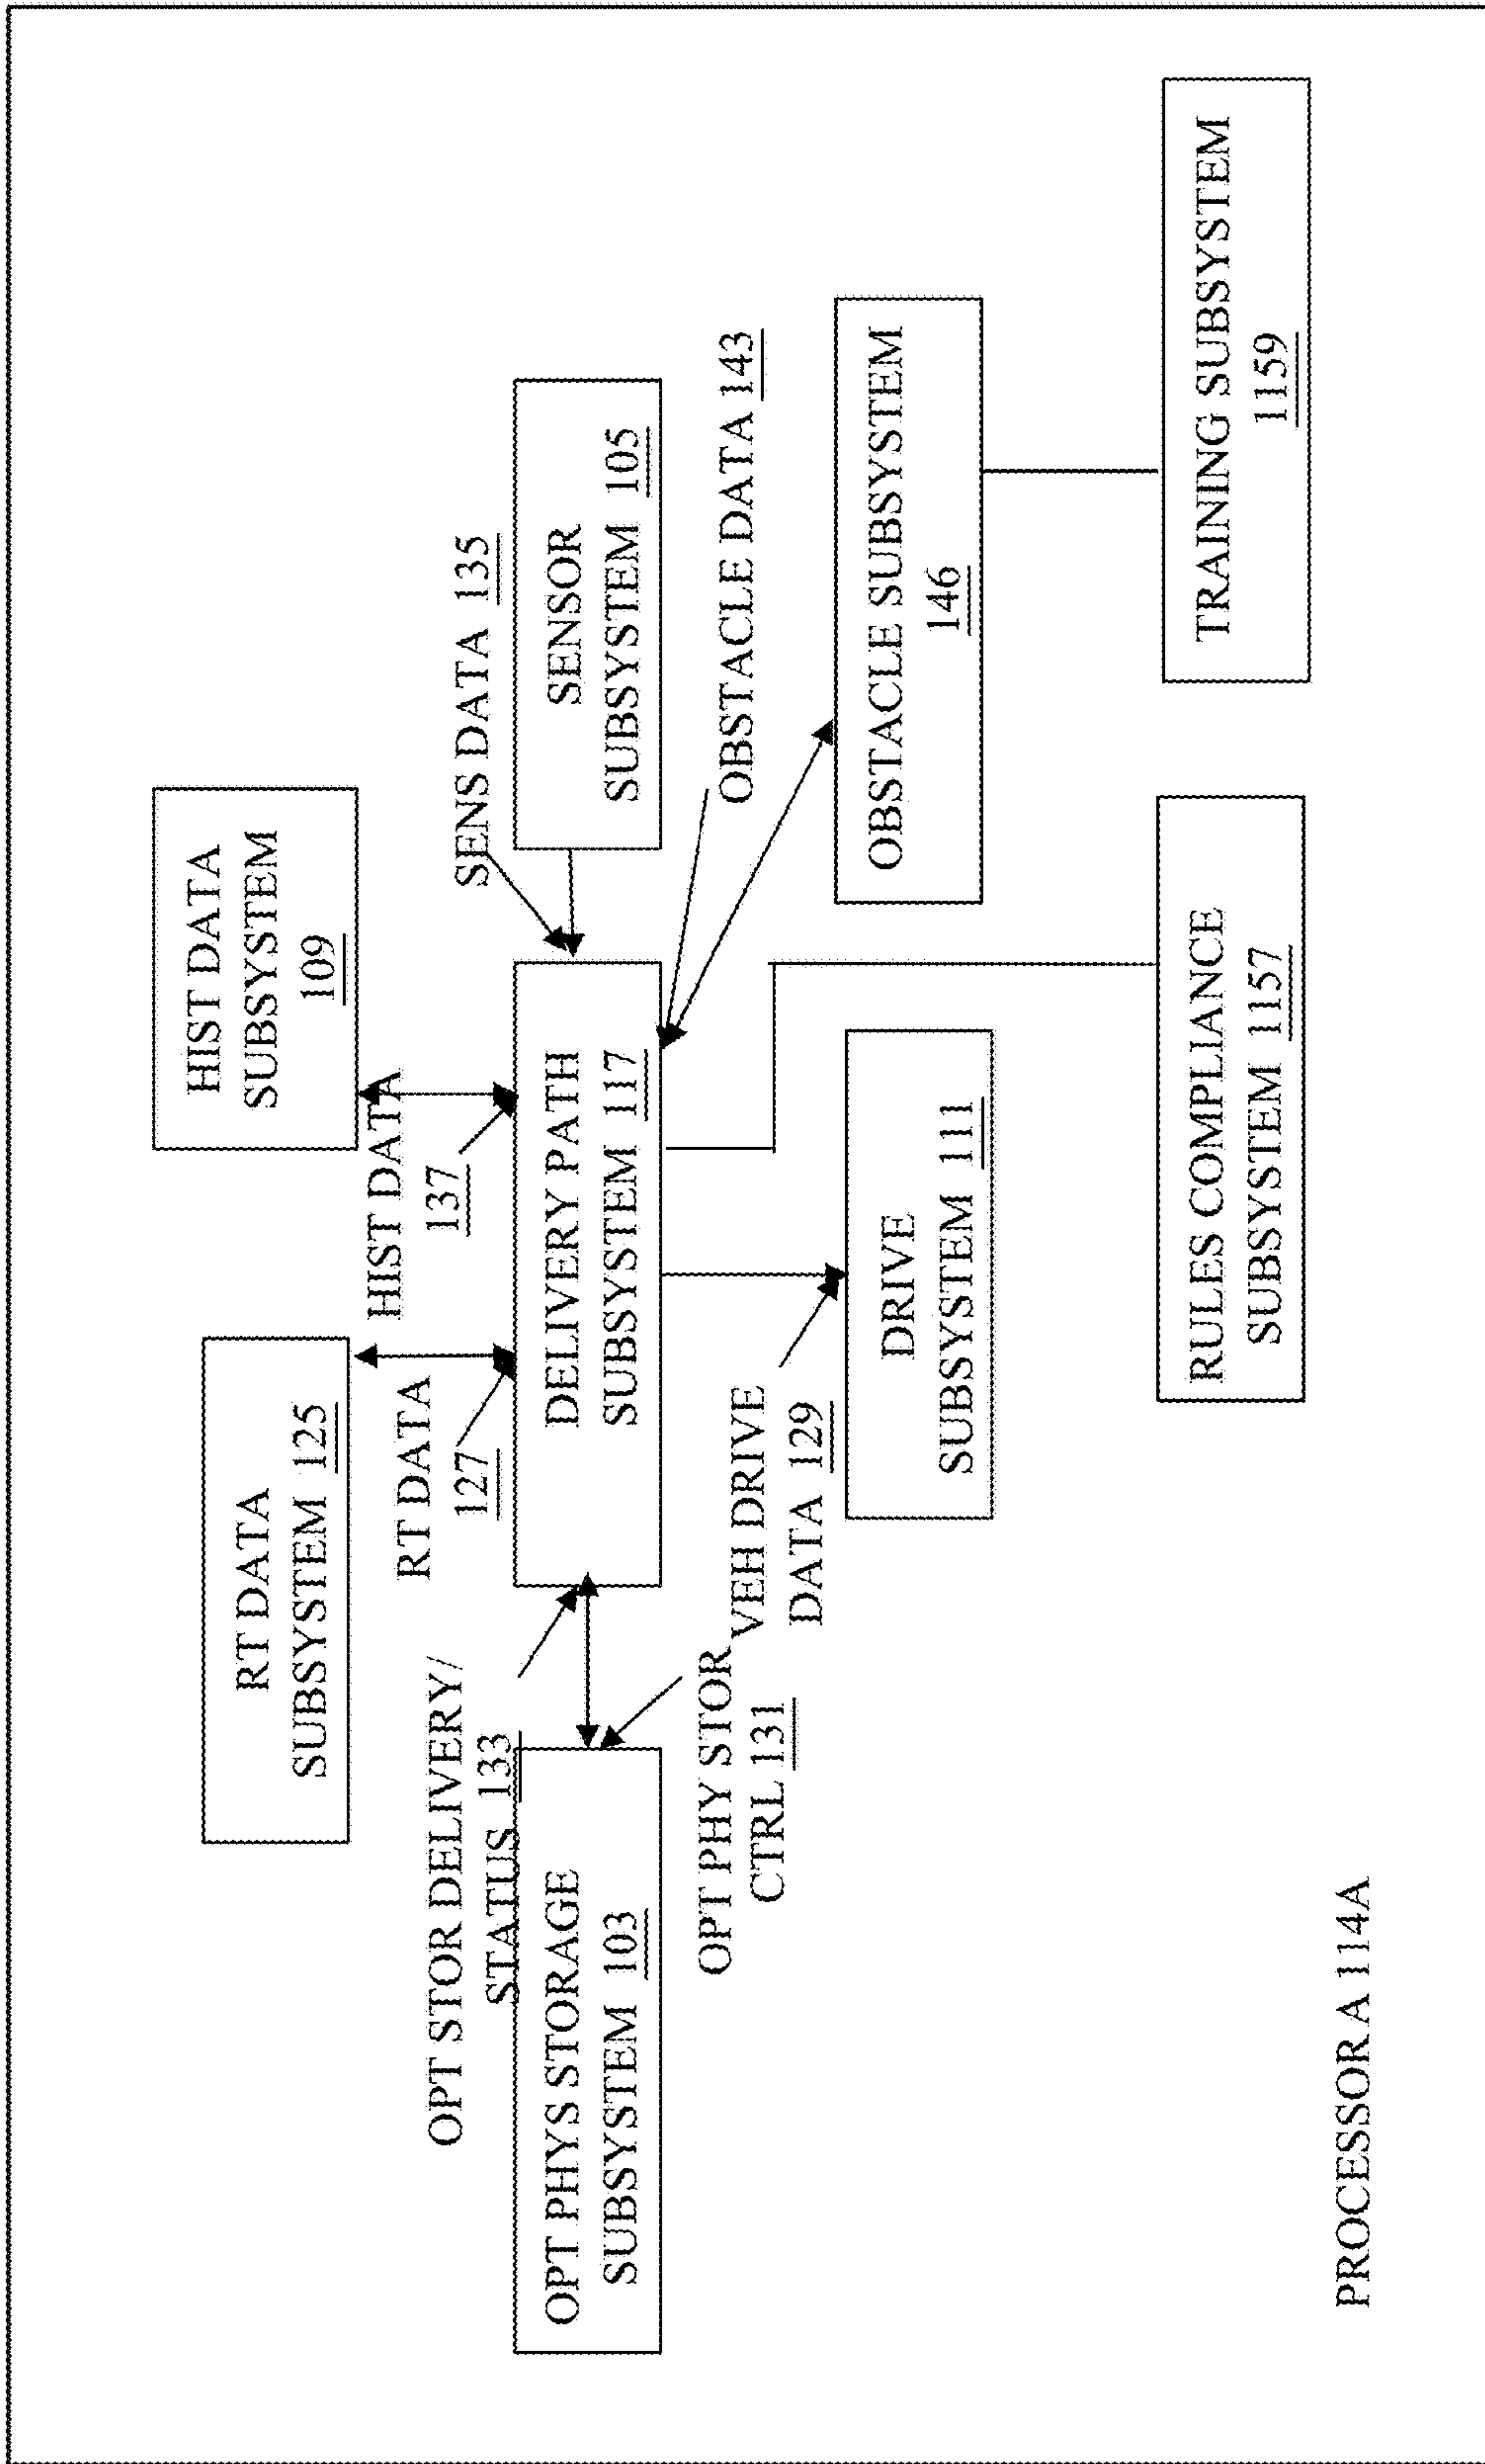 HIST DATA
SUBSYSTEM
109
RT DATA
SUBSYSTEM 125
HIST DATA
137
RT DATA
127
SENS DATA 135
OPT STOR DELIVERY/
STATUS 133
OPT PHYS STORAGE
SUBSYSTEM 103
DELIVERY PATH
SUBSYSTEM 117
SENSOR
SUBSYSTEM 105
OPT PHY STOR
CTRL 131
VEH DRIVE
DATA 129
OBSTACLE DATA 143
DRIVE
SUBSYSTEM 111
OBSTACLE SUBSYSTEM
146
RULES COMPLIANCE
SUBSYSTEM 1157
TRAINING SUBSYSTEM
1159
PROCESSOR A 114A